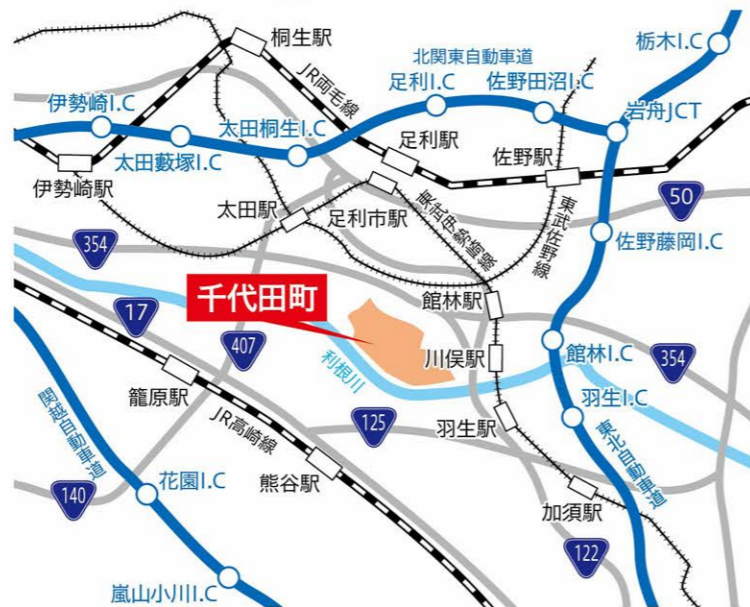 桐生駅
北関東自動車道
栃木I.C
JR両毛線
足利I.C
佐野田沼I.C
伊勢崎I.C
太田藪塚I.C
太田桐生I.C
足利駅
佐野駅
岩舟JCT
伊勢崎駅
太田駅
足利市駅
東武伊勢崎線
東武佐野線
50
354
佐野藤岡I.C
千代田町
17
407
館林駅
川俣駅
利根川
館林I.C
354
籠原駅
JR高崎線
125
羽生駅
羽生I.C
関越自動車道
熊谷駅
東北自動車道
140
花園I.C
加須駅
122
嵐山小川I.C